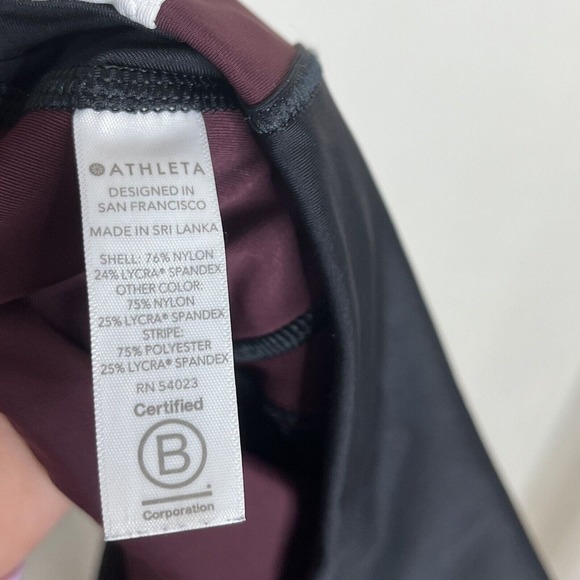 ATHLETA
DESIGNED IN
SAN FRANCISCO
MADE IN SRI LANKA
SHELL: 76% NYLON
24% LYCRA® SPANDEX
OTHER COLOR:
75% NYLON
25% LYCRA® SPANDEX
STRIPE:
75% POLYESTER
25% LYCRA® SPANDEX
RN 54023
Certified
B
Corporation